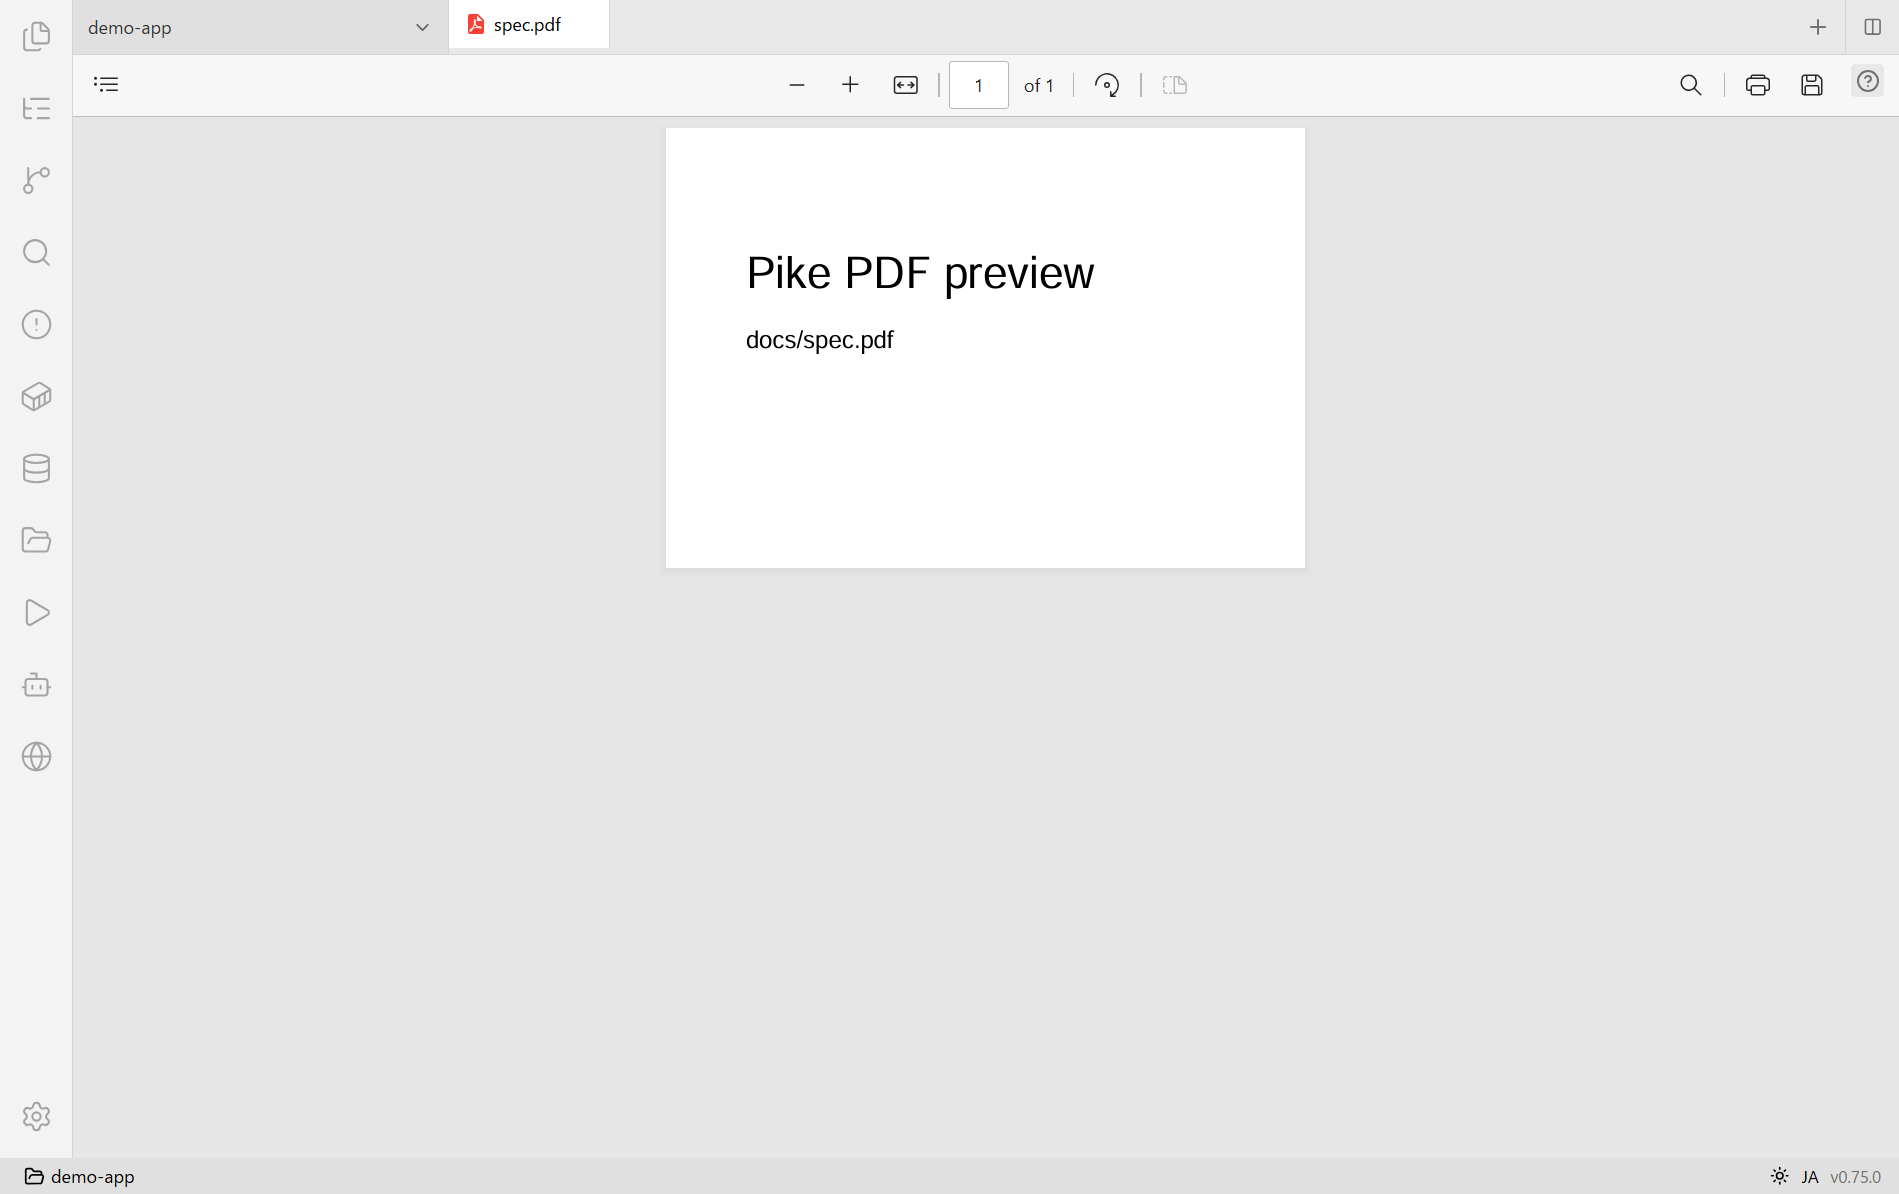 demo-app
spec.pdf
1
of 1
Pike PDF preview
docs/spec.pdf
demo-app
JA
v0.75.0